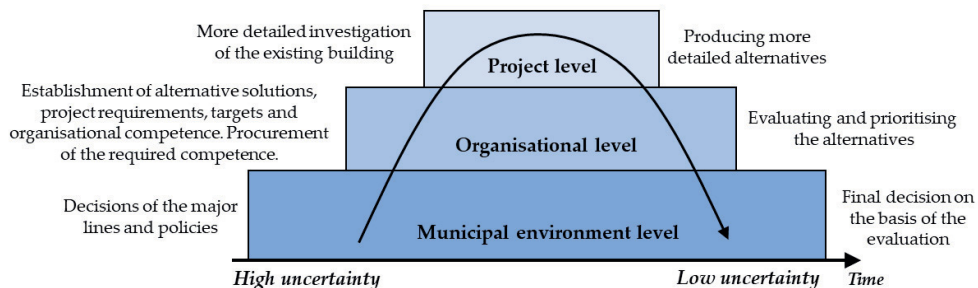 More detailed investigation
of the existing building
Project level
Producing more
detailed alternatives
Establishment of alternative solutions,
project requirements, targets and
organisational competence. Procurement
of the required competence.
Organisational level
Evaluating and prioritising
the alternatives
Decisions of the major
lines and policies
Municipal environment level
Final decision on
the basis of the
evaluation
High uncertainty
Low uncertainty
Time